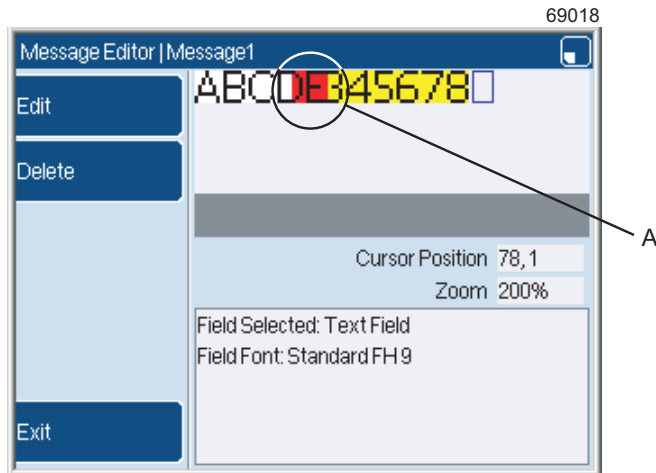 69018
Message Editor | Message1
Edit
ABCDE345678
Delete
A
Cursor Position 78,1
Zoom 200%
Field Selected: Text Field
Field Font: Standard FH 9
Exit